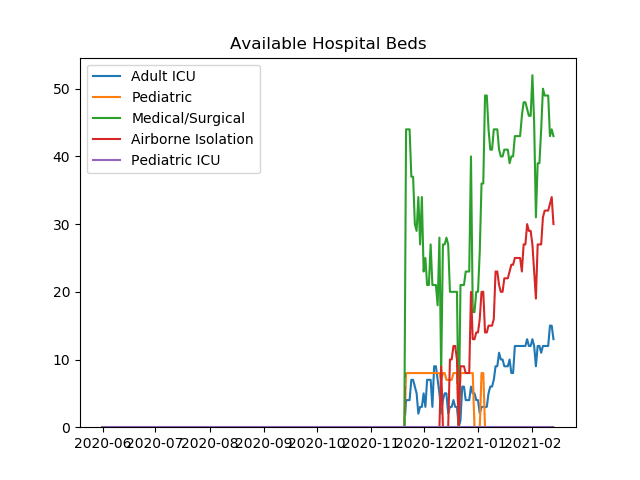 Available Hospital Beds
Adult ICU
Pediatric
Medical/Surgical
Airborne Isolation
Pediatric ICU
50
40
30
20
10
0
2020-06 2020-07 2020-08 2020-09 2020-10 2020-11 2020-12 2021-01 2021-02